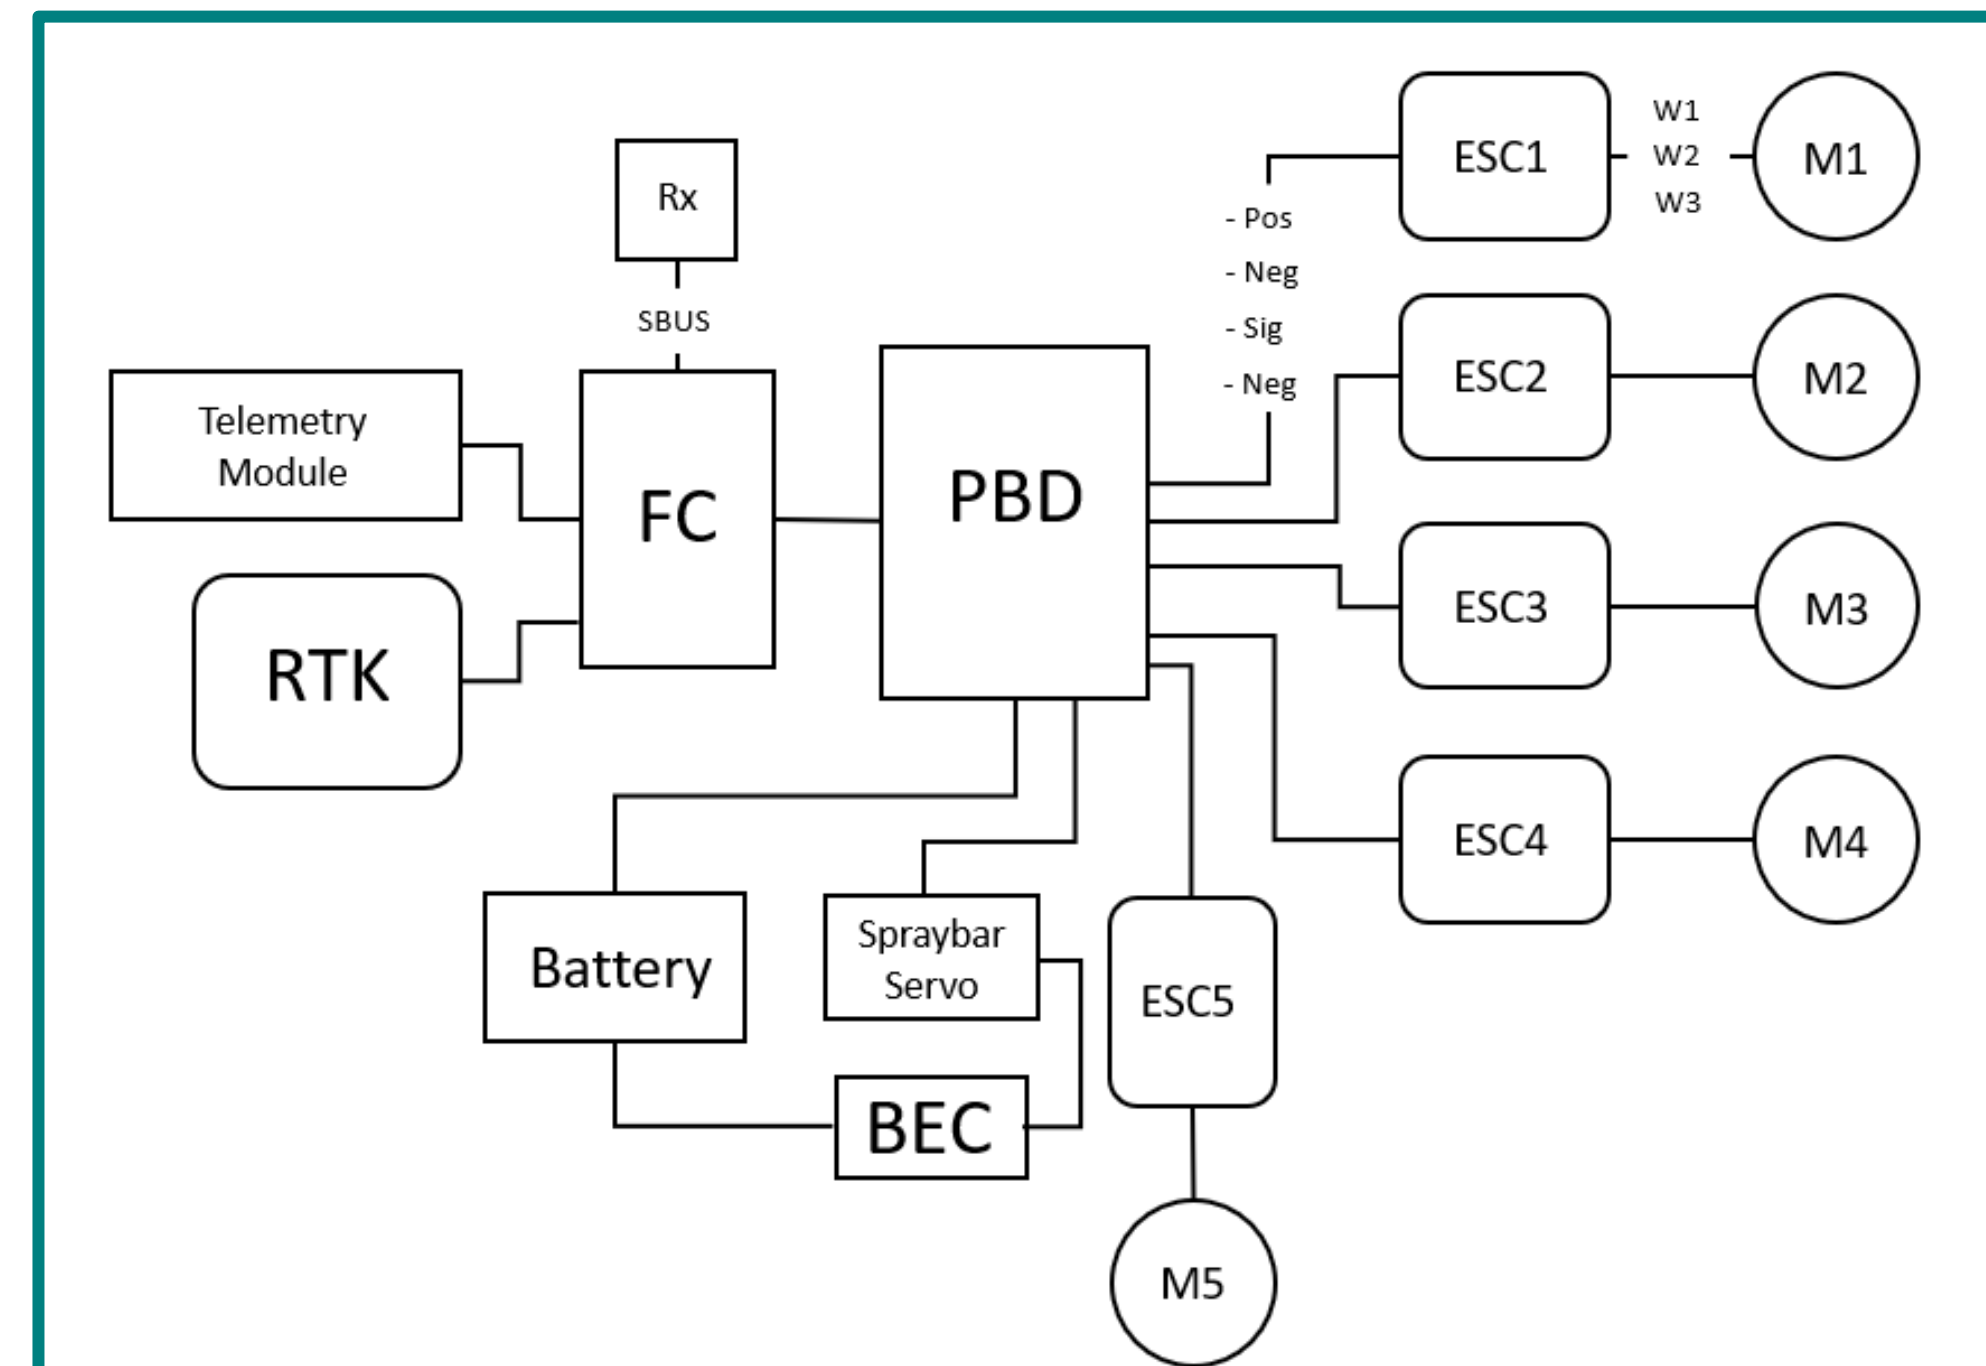 ESC1
W1
W2
W3
M1
Rx
- Pos
- Neg
- Sig
- Neg
SBUS
ESC2
M2
Telemetry
Module
FC
PBD
ESC3
M3
RTK
ESC4
M4
Battery
Spraybar
Servo
ESC5
BEC
M5